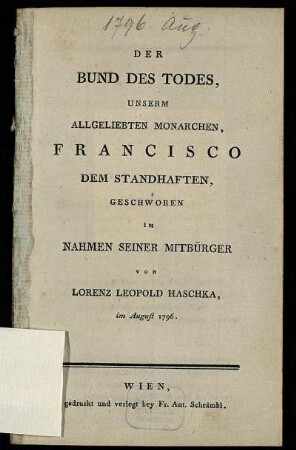 1796. Aug.
DER
BUND DES TODES,
UNSERM
ALLGELIEBTEN MONARCHEN,
FRANCISCO
DEM STANDHAFTEN,
GESCHWOREN
IM
NAHMEN SEINER MITBÜRGER
VON
LORENZ LEOPOLD HASCHKA,
im August 1796.
WIEN,
gedruckt und verlegt bey Fr. Ant. Schrämbl.